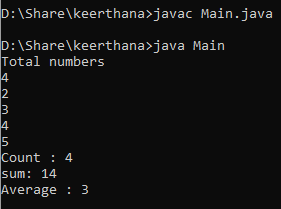 D:\Share\keerthana>javac Main.java
D:\Share\keerthana>java Main
Total numbers
4
2
3
4
5
Count : 4
sum: 14
Average : 3